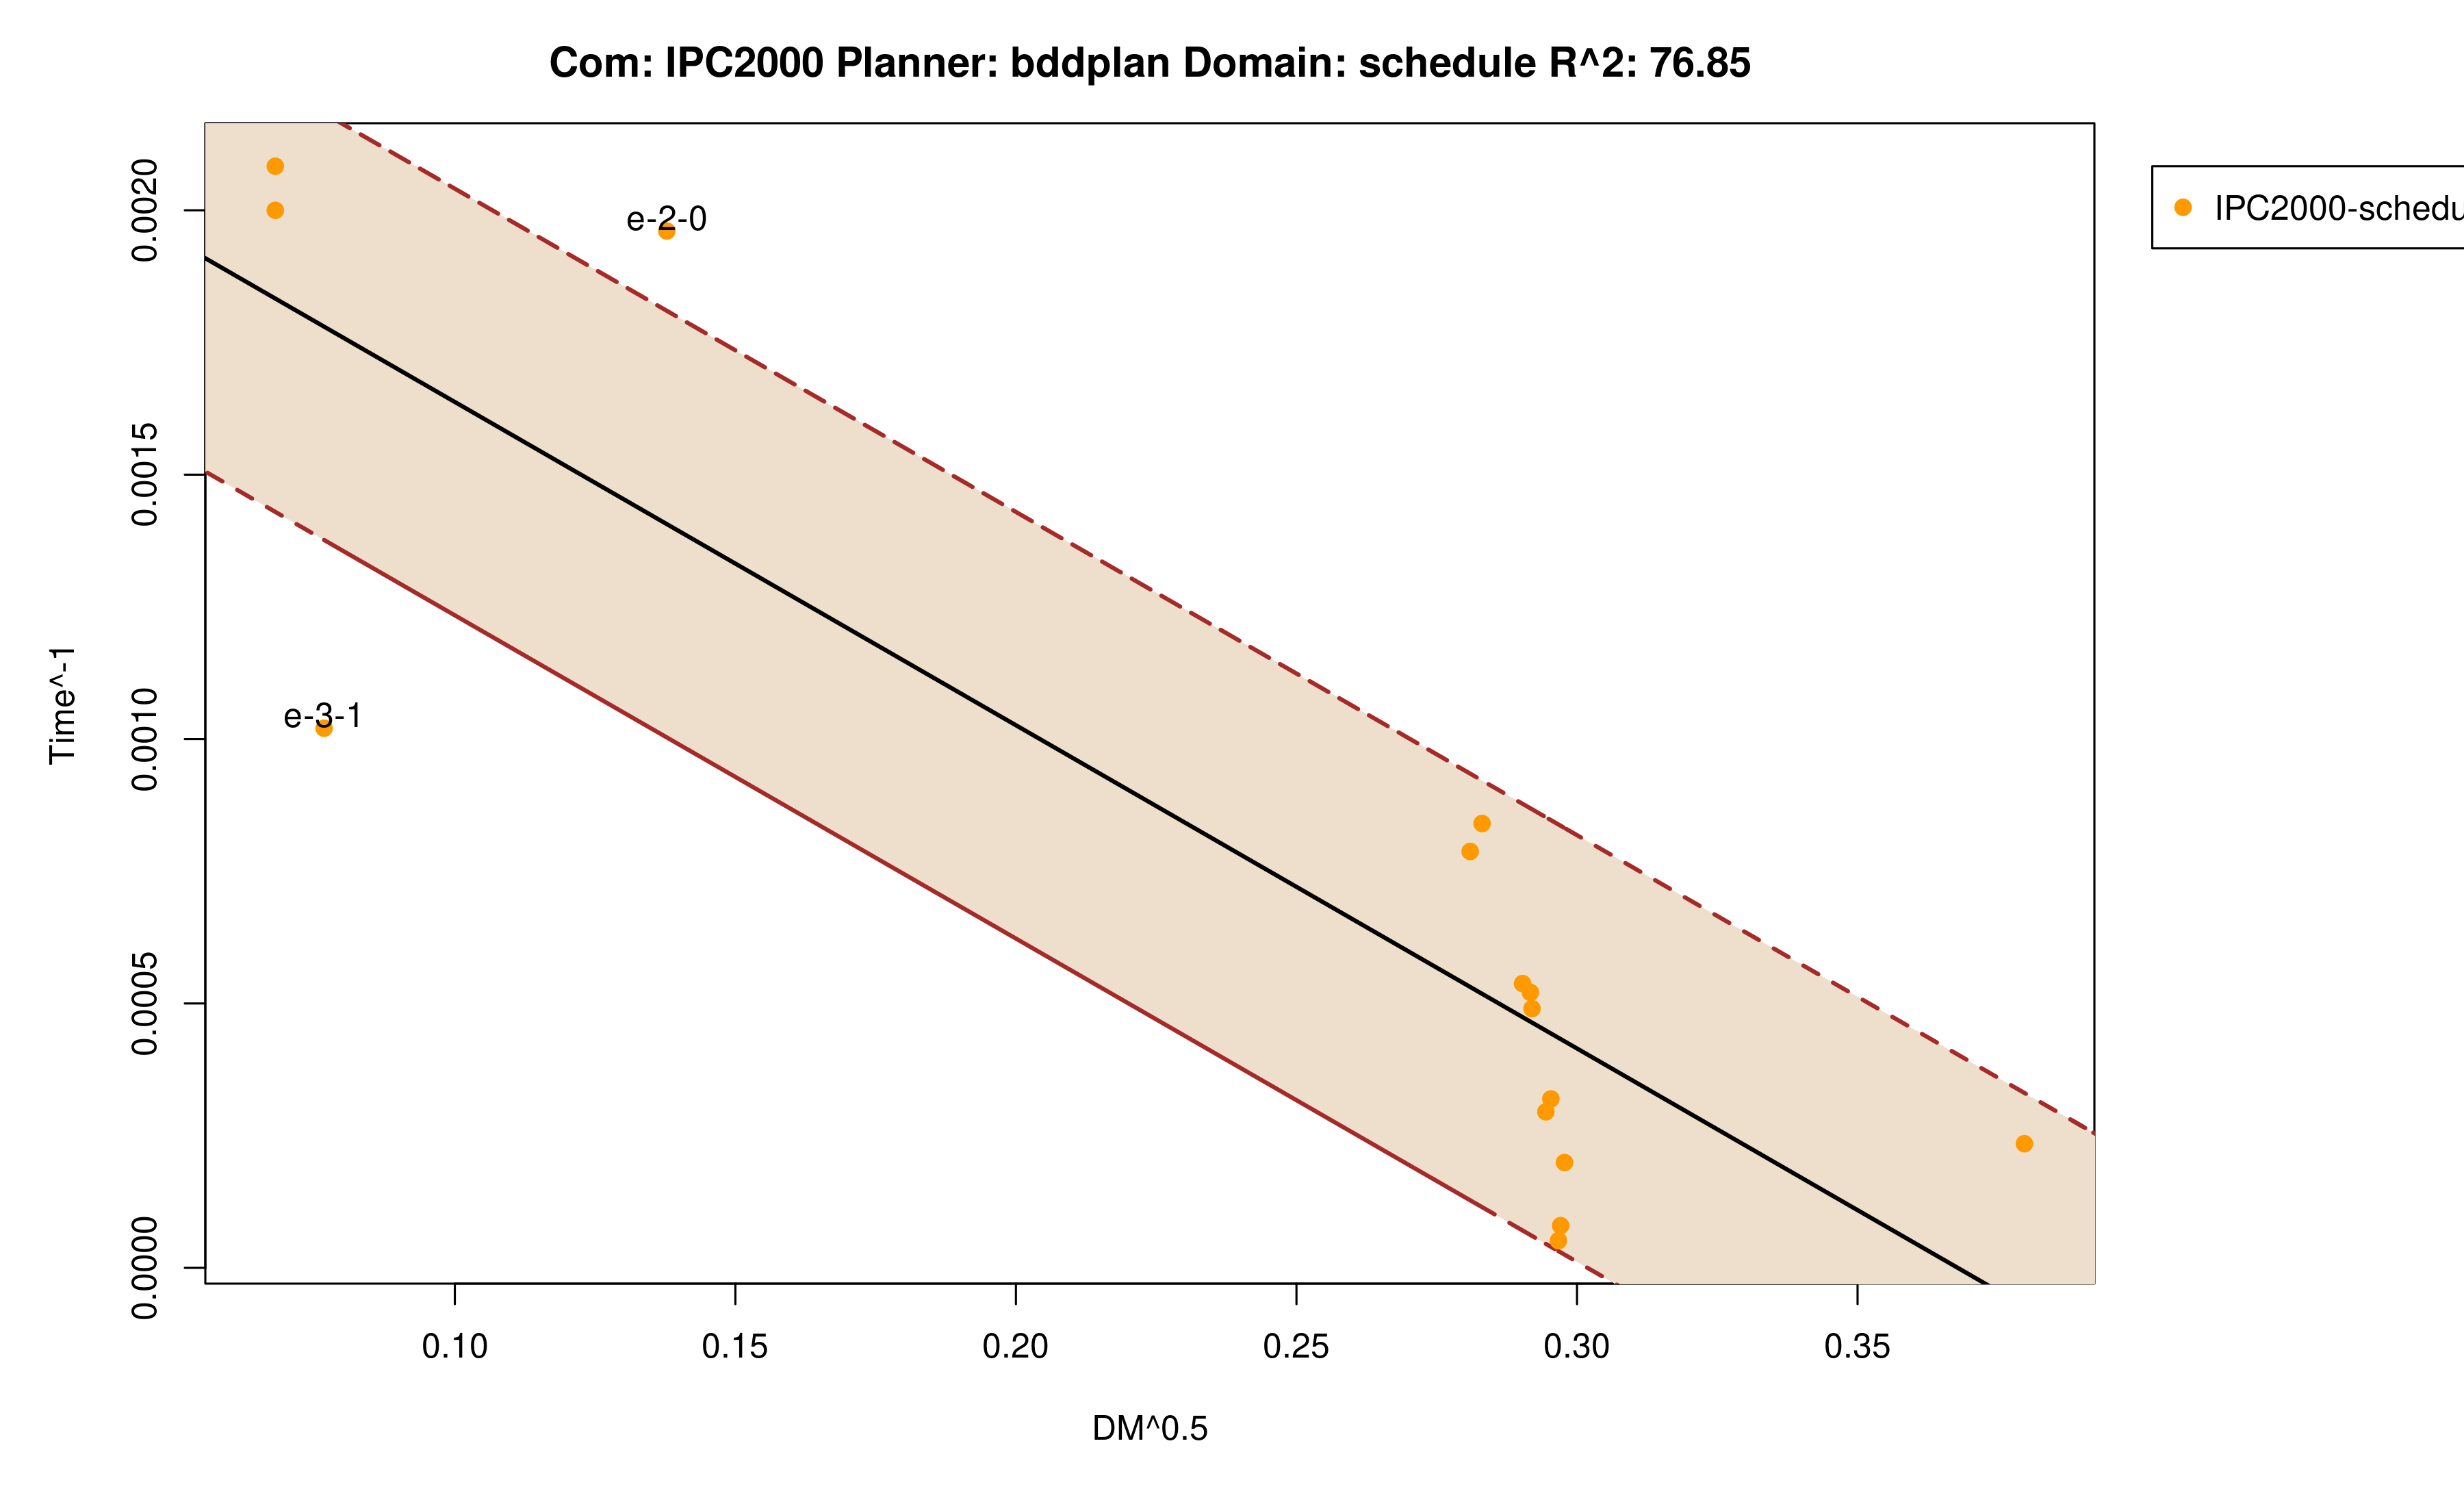 Com: IPC2000 Planner: bddplan Domain: schedule R^2: 76.85
IPC2000-schedu
e-2-0
e-3-1
Time^-1
0.0020
0.0015
0.0010
0.0005
0.0000
0.10 0.15 0.20 0.25 0.30 0.35
DM^0.5